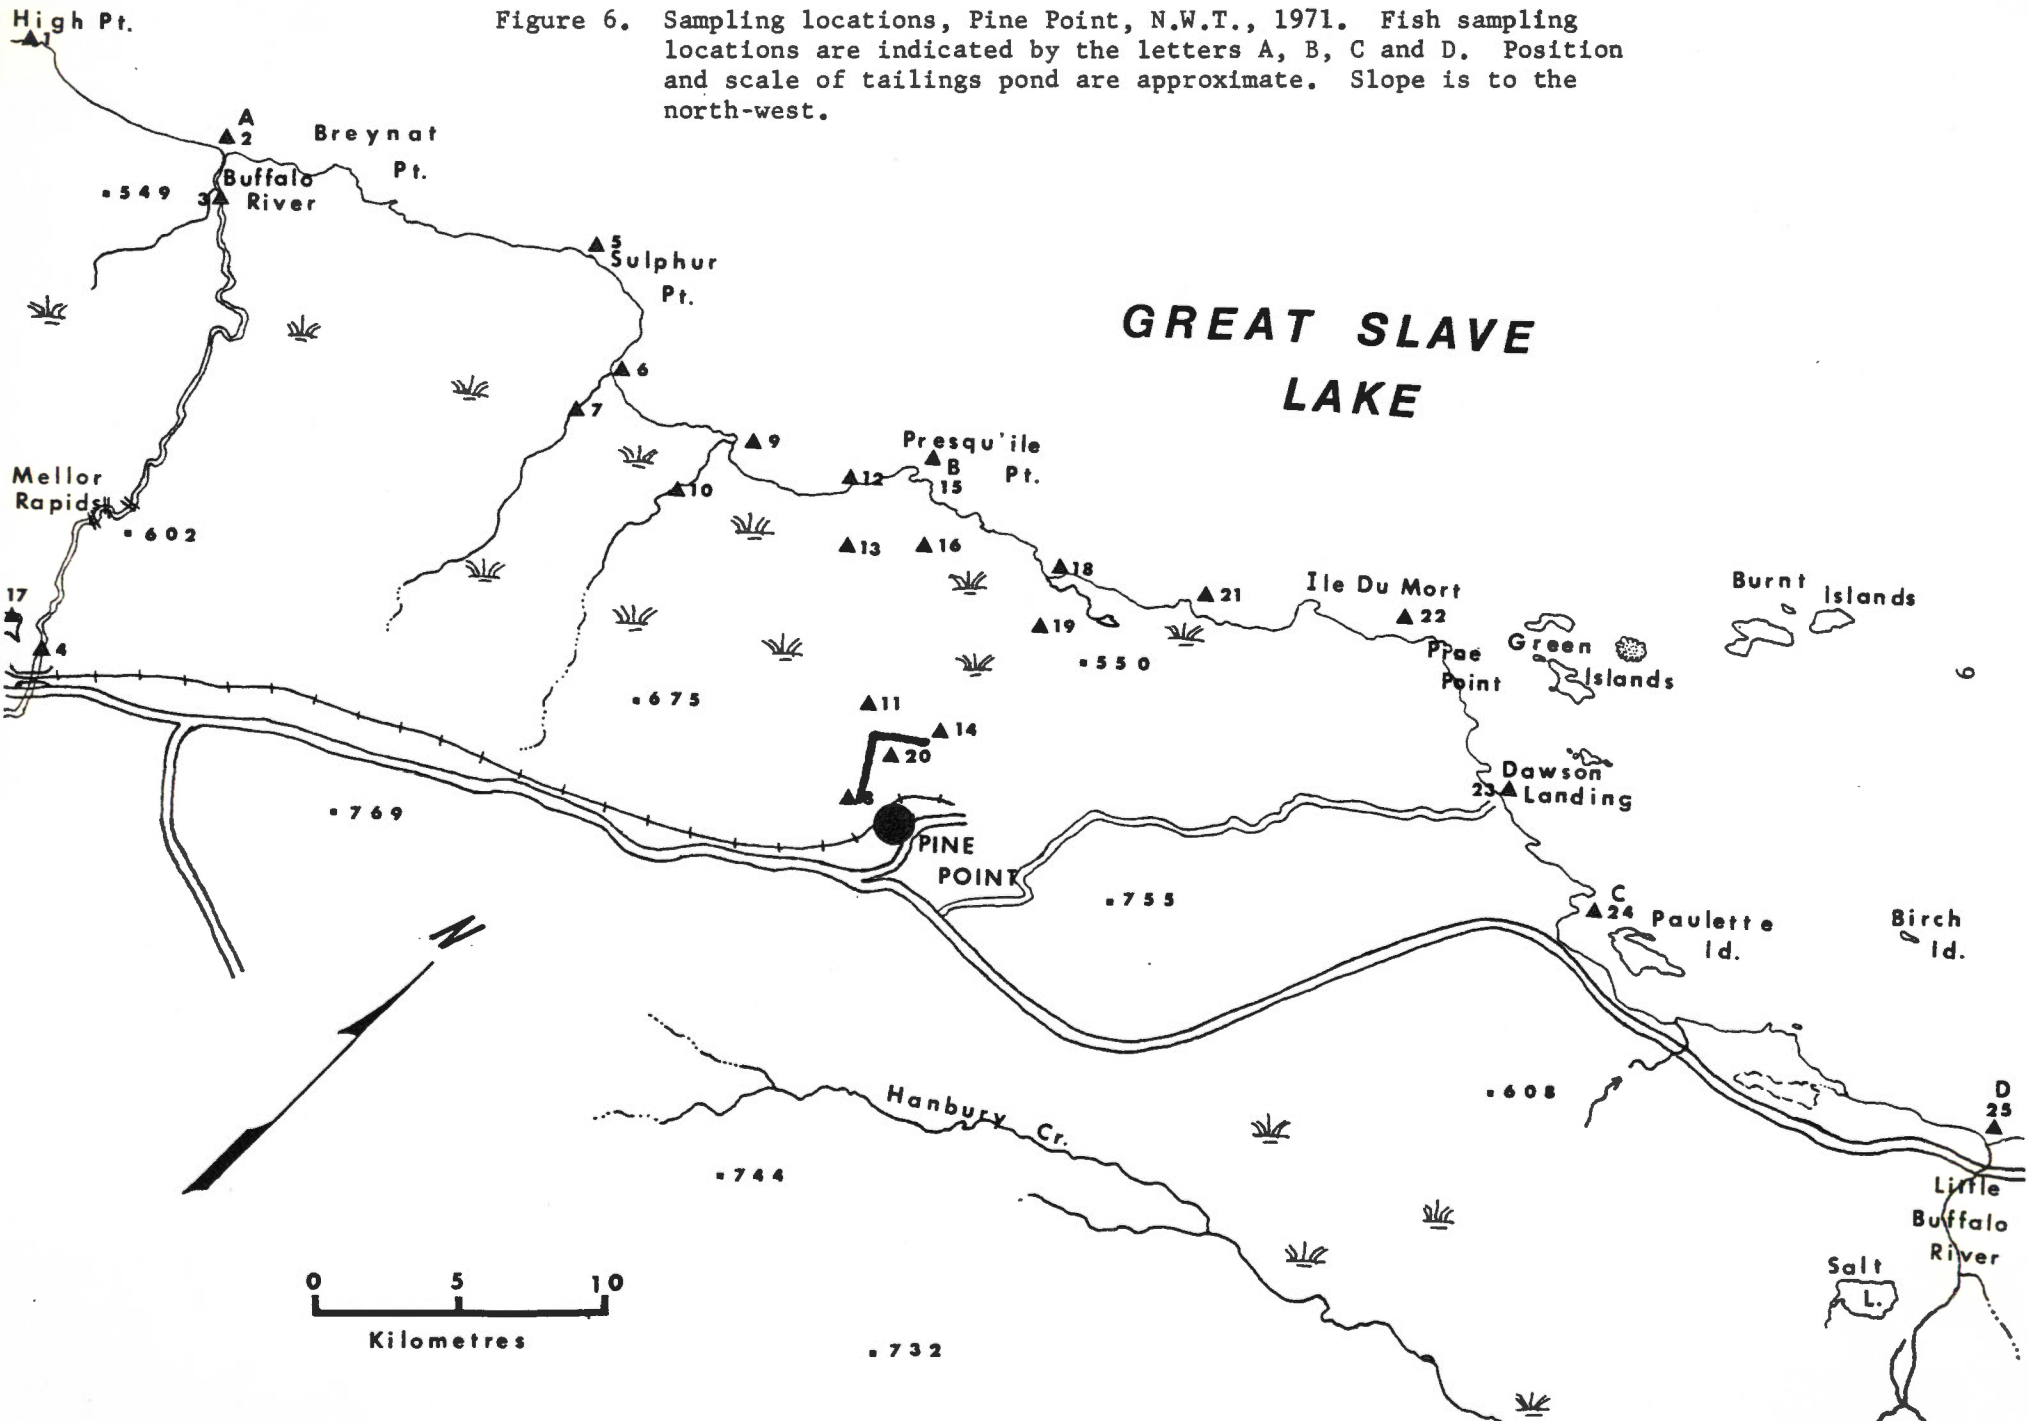 Figure 6. Sampling locations, Pine Point, N.W.T., 1971. Fish sampling
locations are indicated by the letters A, B, C and D. Position
and scale of tailings pond are approximate. Slope is to the
north-west.
High Pt.
1
A
2
Breynat
Pt.
Buffalo
River
3
549
5
Sulphur
Pt.
GREAT SLAVE
LAKE
6
7
9
Presqu'ile
Pt.
B
15
12
10
Mellor
Rapids
602
13
16
18
17
4
19
21
Ile Du Mort
22
Burnt Islands
Green
Islands
Prae
Point
550
675
9
11
14
20
8
Dawson
Landing
23
769
PINE
POINT
755
C
24
Paulette
Id.
Birch
Id.
N
Hanbury Cr.
608
D
25
744
Little
Buffalo
River
Salt
L.
0 5 10
Kilometres
732